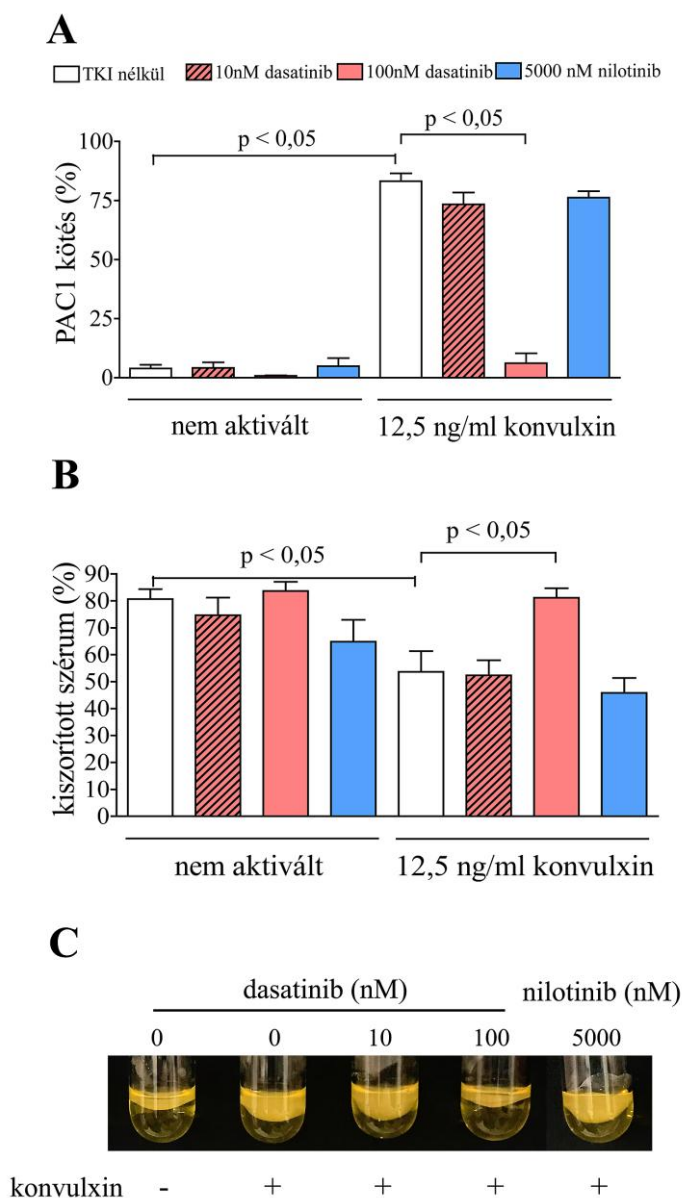 A
TKI nélkül 10nM dasatinib 100nM dasatinib 5000 nM nilotinib
p < 0,05
p < 0,05
100
75
50
25
0
PAC1 kötés (%)
nem aktivált 12,5 ng/ml konvulxin
B
p < 0,05
p < 0,05
90
80
70
60
50
40
30
20
10
0
kiszorított szérum (%)
nem aktivált 12,5 ng/ml konvulxin
C
dasatinib (nM) nilotinib (nM)
0 0 10 100 5000
konvulxin - + + + +